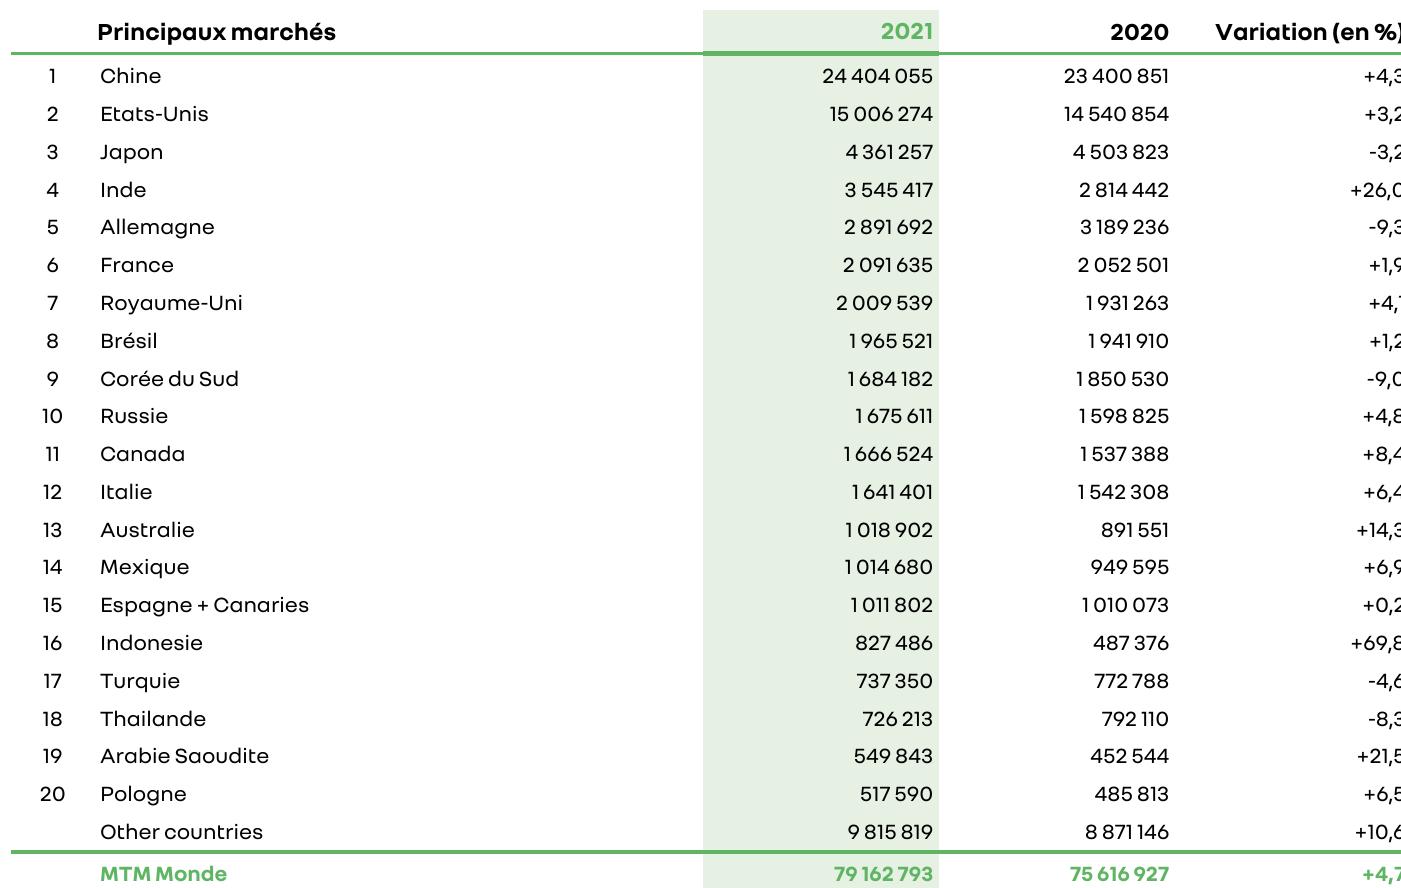 Principaux marchés 2021 2020 Variation (en %)
1 Chine 24 404 055 23 400 851 +4,3
2 Etats-Unis 15 006 274 14 540 854 +3,2
3 Japon 4 361 257 4 503 823 -3,2
4 Inde 3 545 417 2 814 442 +26,0
5 Allemagne 2 891 692 3 189 236 -9,3
6 France 2 091 635 2 052 501 +1,9
7 Royaume-Uni 2 009 539 1 931 263 +4,1
8 Brésil 1 965 521 1 941 910 +1,2
9 Corée du Sud 1 684 182 1 850 530 -9,0
10 Russie 1 675 611 1 598 825 +4,8
11 Canada 1 666 524 1 537 388 +8,4
12 Italie 1 641 401 1 542 308 +6,4
13 Australie 1 018 902 891 551 +14,3
14 Mexique 1 014 680 949 595 +6,9
15 Espagne + Canaries 1 011 802 1 010 073 +0,2
16 Indonesie 827 486 487 376 +69,8
17 Turquie 737 350 772 788 -4,6
18 Thailande 726 213 792 110 -8,3
19 Arabie Saoudite 549 843 452 544 +21,5
20 Pologne 517 590 485 813 +6,5
Other countries 9 815 819 8 871 146 +10,6
MTM Monde 79 162 793 75 616 927 +4,7